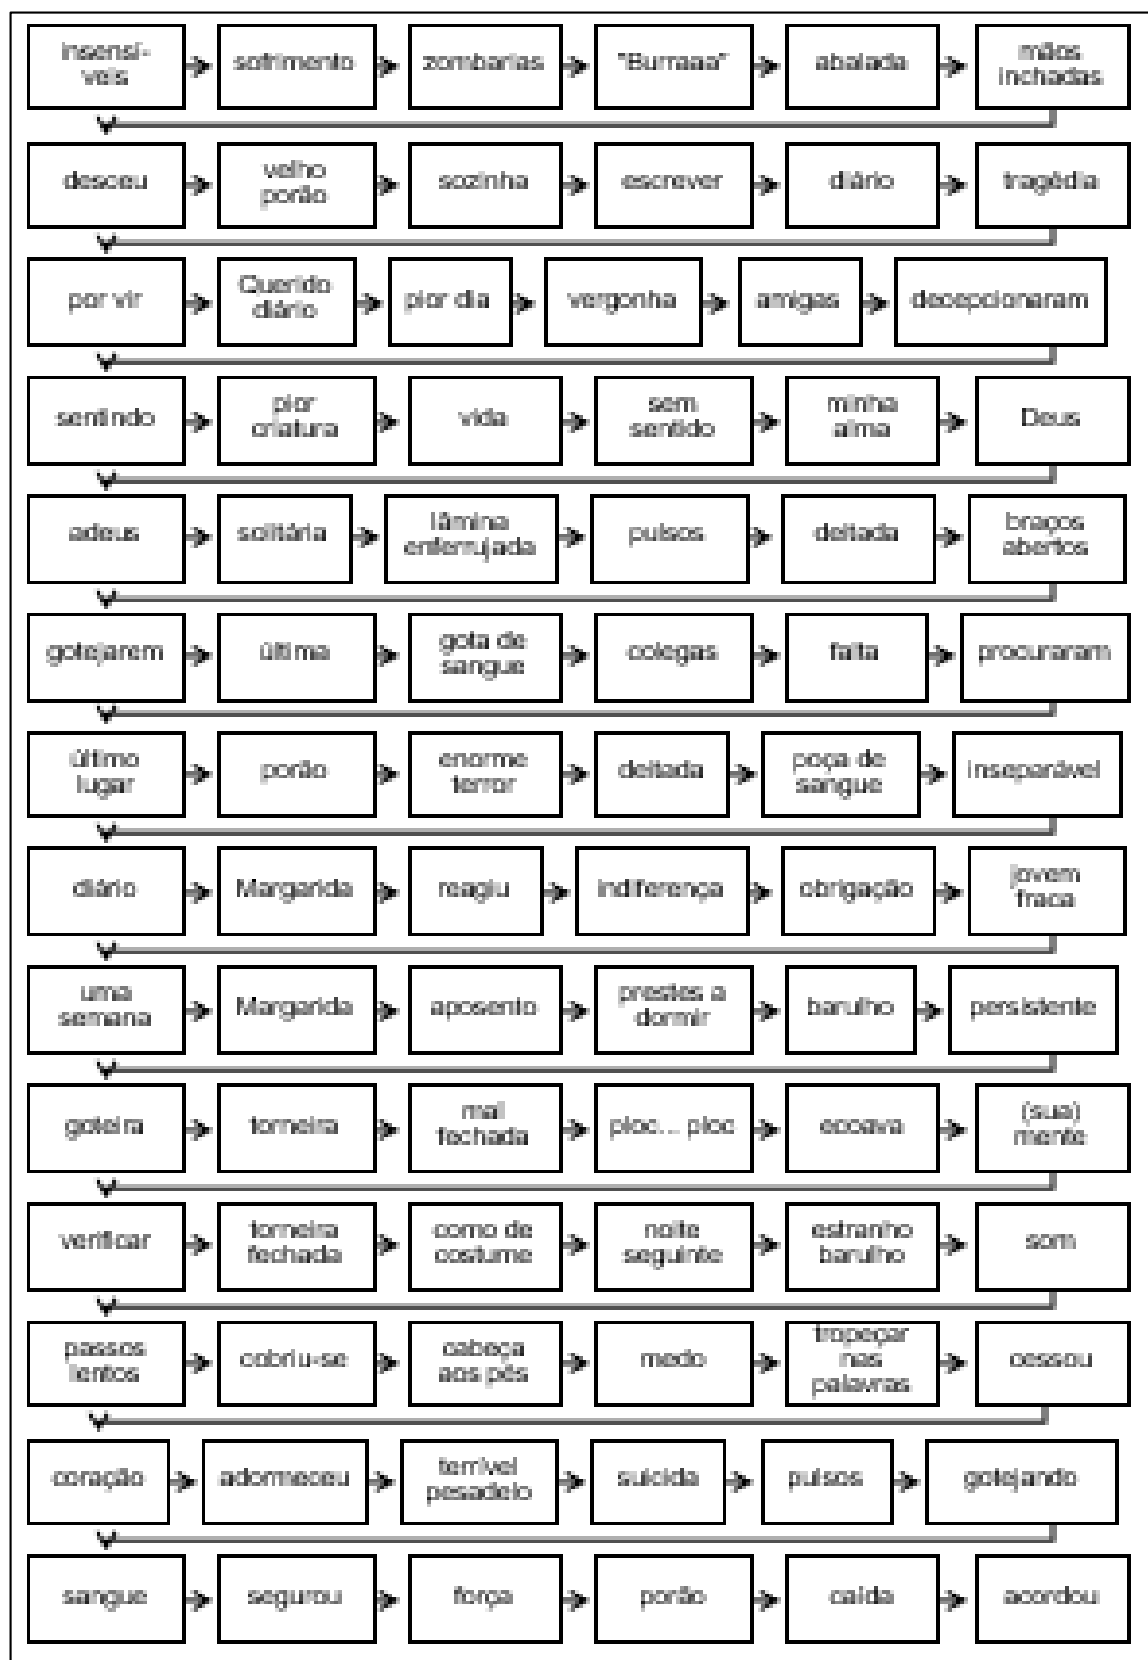 insensí-
veis
sofrimento
zombarias
"Burraaa"
abalada
mãos
inchadas
desceu
velho
porão
sozinha
escrever
diário
tragédia
por vir
Querido
diário
pior dia
vergonha
amigas
decepcionaram
sentindo
pior
criatura
vida
sem
sentido
minha
alma
Deus
adeus
solitária
lâmina
enferrujada
pulsos
deitada
braços
abertos
gotejarem
última
gota de
sangue
colegas
falta
procuraram
último
lugar
porão
enorme
terror
deitada
poça de
sangue
inseparável
diário
Margarida
reagiu
indiferença
obrigação
jovem
fraca
uma
semana
Margarida
aposento
prestes a
dormir
barulho
persistente
goteira
torneira
mal
fechada
ploc... ploc
ecoava
(sua)
mente
verificar
torneira
fechada
como de
costume
noite
seguinte
estranho
barulho
som
passos
lentos
cobriu-se
cabeça
aos pés
medo
tropeçar
nas
palavras
cessou
coração
adormeceu
terrível
pesadelo
suicida
pulsos
gotejando
sangue
segurou
força
porão
caída
acordou